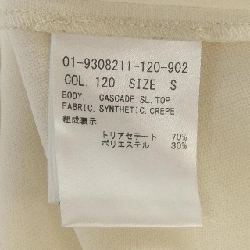 01-9308211-120-902
COL. 120 SIZE S
BODY CASCADE SL.TOP
FABRIC.SYNTHETIC.CREPE
組成表示
トリアセテート 70%
ポリエステル 30%